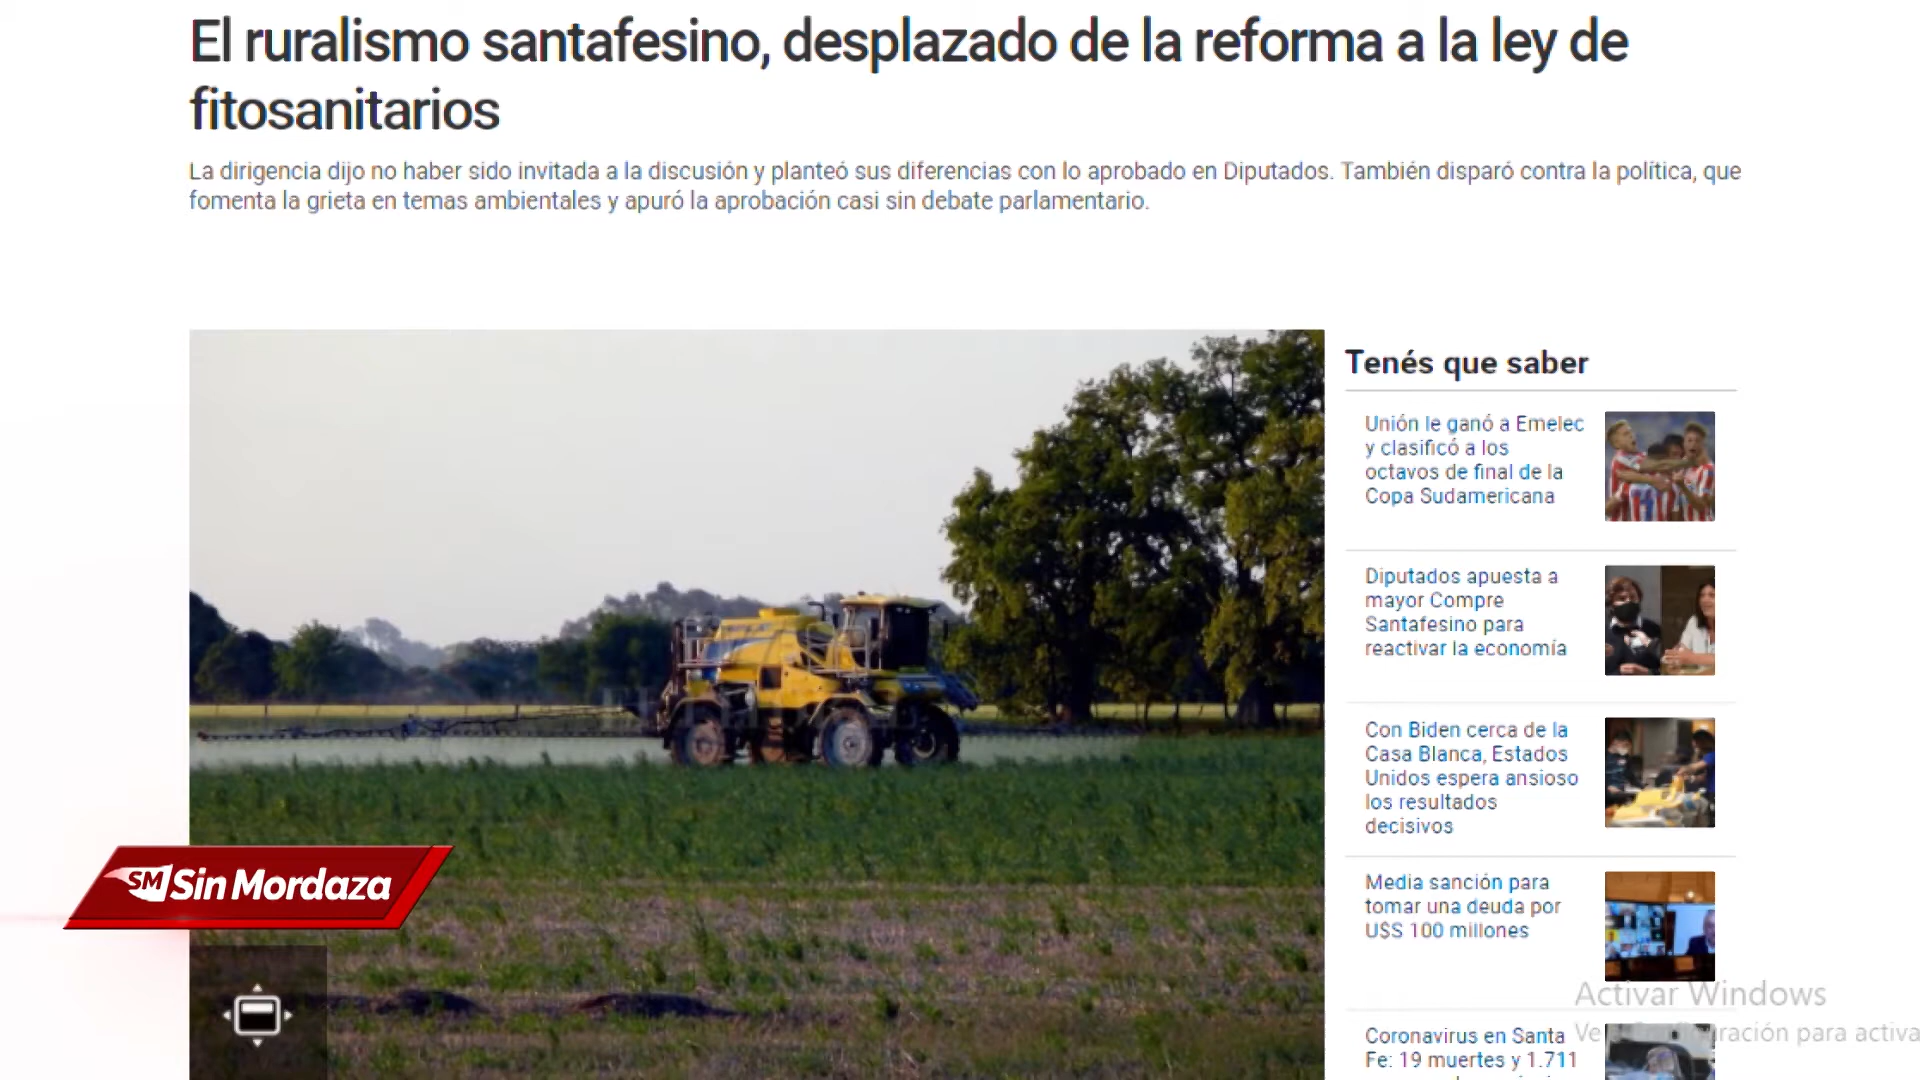 El ruralismo santafesino, desplazado de la reforma a la ley de
fitosanitarios
La dirigencia dijo no haber sido invitada a la discusión y planteó sus diferencias con lo aprobado en Diputados. También disparó contra la política, que
fomenta la grieta en temas ambientales y apuró la aprobación casi sin debate parlamentario.
Tenés que saber
Unión le ganó a Emelec
y clasificó a los
octavos de final de la
Copa Sudamericana
Diputados apuesta a
mayor Compre
Santafesino para
reactivar la economía
Con Biden cerca de la
Casa Blanca, Estados
Unidos espera ansioso
los resultados
decisivos
Media sanción para
tomar una deuda por
U$S 100 millones
Coronavirus en Santa
Fe: 19 muertes y 1.711
SM Sin Mordaza
Activar Windows
para activa